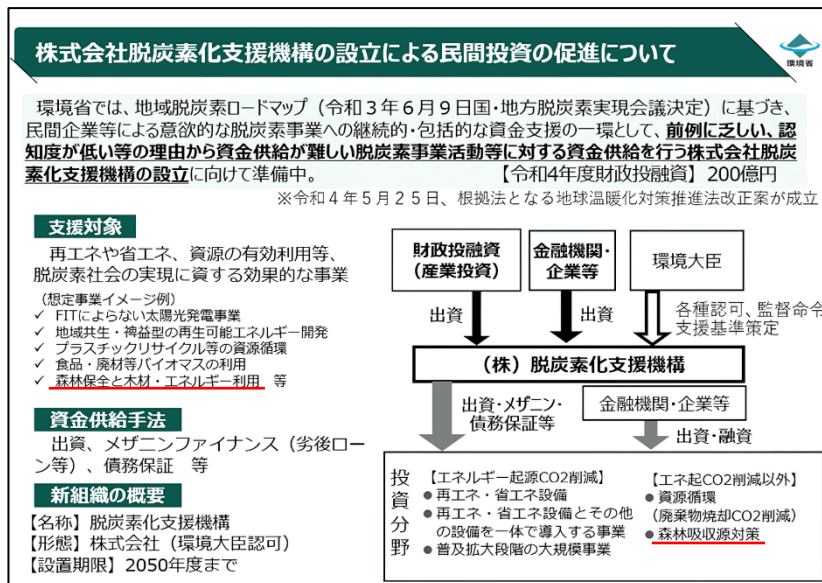 株式会社脱炭素化支援機構の設立による民間投資の促進について
環境省
環境省では、地域脱炭素ロードマップ（令和３年６月９日国・地方脱炭素実現会議決定）に基づき、
民間企業等による意欲的な脱炭素事業への継続的・包括的な資金支援の一環として、前例に乏しい、認
知度が低い等の理由から資金供給が難しい脱炭素事業活動等に対する資金供給を行う株式会社脱炭
素化支援機構の設立に向けて準備中。 【令和4年度財政投融資】200億円
※令和４年５月２５日、根拠法となる地球温暖化対策推進法改正案が成立
支援対象
再エネや省エネ、資源の有効利用等、
脱炭素社会の実現に資する効果的な事業
（想定事業イメージ例）
✓ FITによらない太陽光発電事業
✓ 地域共生・裨益型の再生可能エネルギー開発
✓ プラスチックリサイクル等の資源循環
✓ 食品・廃材等バイオマスの利用
✓ 森林保全と木材・エネルギー利用 等
資金供給手法
出資、メザニンファイナンス（劣後ロー
ン等）、債務保証 等
新組織の概要
【名称】脱炭素化支援機構
【形態】株式会社（環境大臣認可）
【設置期限】2050年度まで
財政投融資
（産業投資）
金融機関・
企業等
環境大臣
出資
出資
各種認可、監督命令
支援基準策定
（株）脱炭素化支援機構
出資・メザニン・
債務保証等
金融機関・企業等
出資・融資
投資分野
【エネルギー起源CO2削減】
●再エネ・省エネ設備
●再エネ・省エネ設備とその他
の設備を一体で導入する事業
●普及拡大段階の大規模事業
【エネ起CO2削減以外】
●資源循環
（廃棄物焼却CO2削減）
●森林吸収源対策